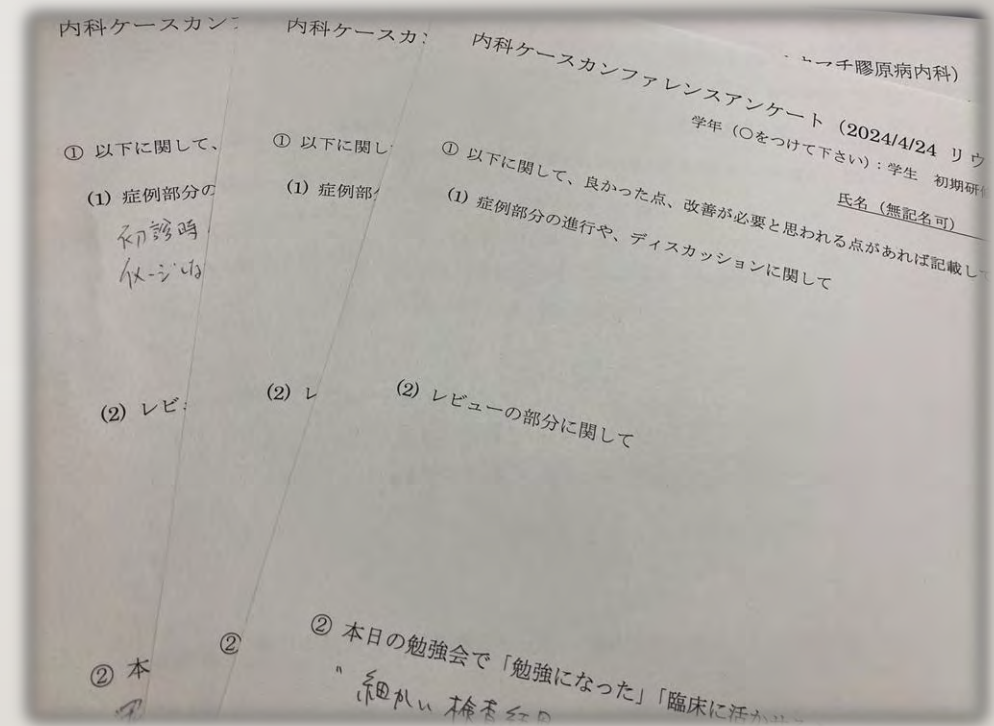 内科ケースカン
① 以下に関して、
(1) 症例部分の
初診時
イメージしな
(2) レビ
② 本
内科ケースカ
① 以下に関し
(1) 症例部
(2) レ
②
マチ膠原病内科)
内科ケースカンファレンスアンケート (2024/4/24 リウ
学年 (○をつけて下さい) : 学生 初期研修
氏名 (無記名可)
① 以下に関して、良かった点、改善が必要と思われる点があれば記載し
(1) 症例部分の進行や、ディスカッションに関して
(2) レビューの部分に関して
② 本日の勉強会で「勉強になった」「臨床に活か
細かい検査結果